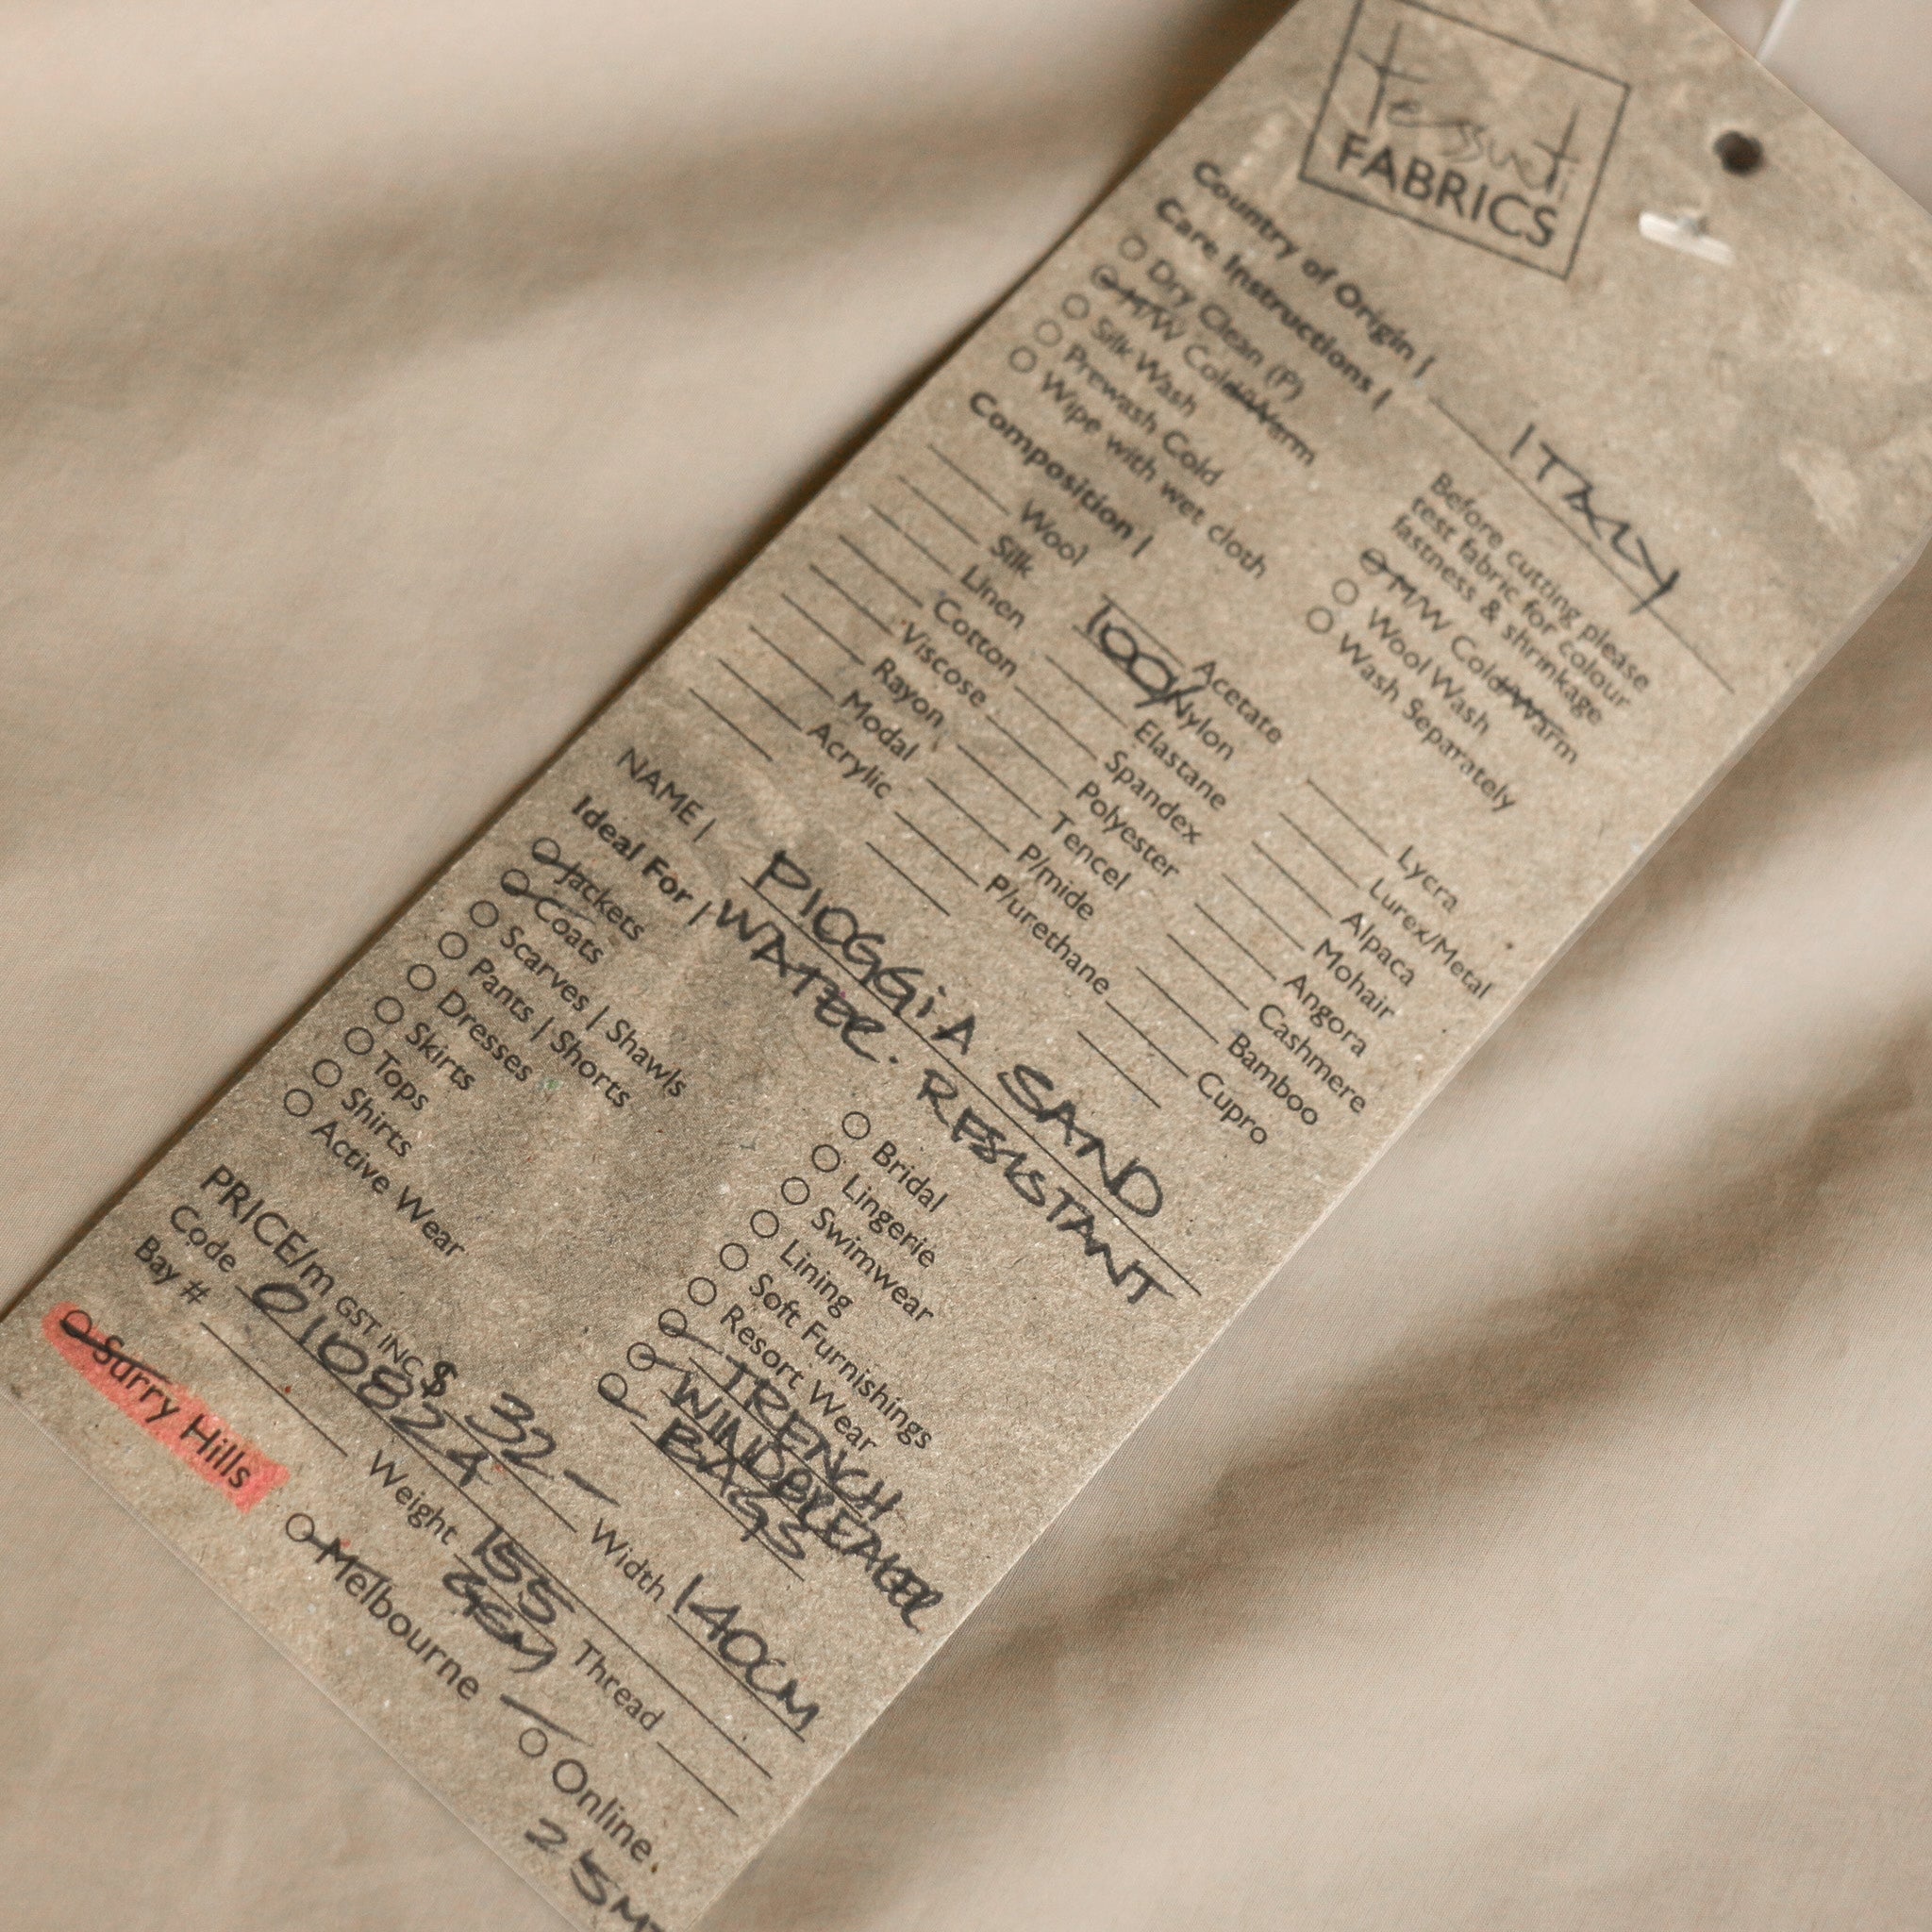 tessuti
FABRICS
Country of Origin | ITALY
Care Instructions |
Before cutting please
test fabric for colour
fastness & shrinkage
Dry Clean (P)
H/W Cold/Warm
Silk Wash
Prewash Cold
Wipe with wet cloth
M/W Cold/Warm
Wool Wash
Wash Separately
Composition |
Wool
Silk
Linen
Cotton
Viscose
Rayon
Modal
Acrylic
Acetate
100% Nylon
Elastane
Spandex
Polyester
Tencel
P/mide
P/urethane
Lycra
Lurex/Metal
Alpaca
Mohair
Angora
Cashmere
Bamboo
Cupro
NAME | PIOGGIA SAND
WATER RESISTANT
Ideal For |
Jackets
Coats
Scarves | Shawls
Pants | Shorts
Dresses
Skirts
Tops
Shirts
Active Wear
Bridal
Lingerie
Swimwear
Lining
Soft Furnishings
Resort Wear
TRENCH
WINDBREAKER
BAGS
PRICE/m GST INC $ 32 - Width 140CM
Code 010824 Weight 155 GSM Thread
Bay #
Surry Hills Melbourne Online